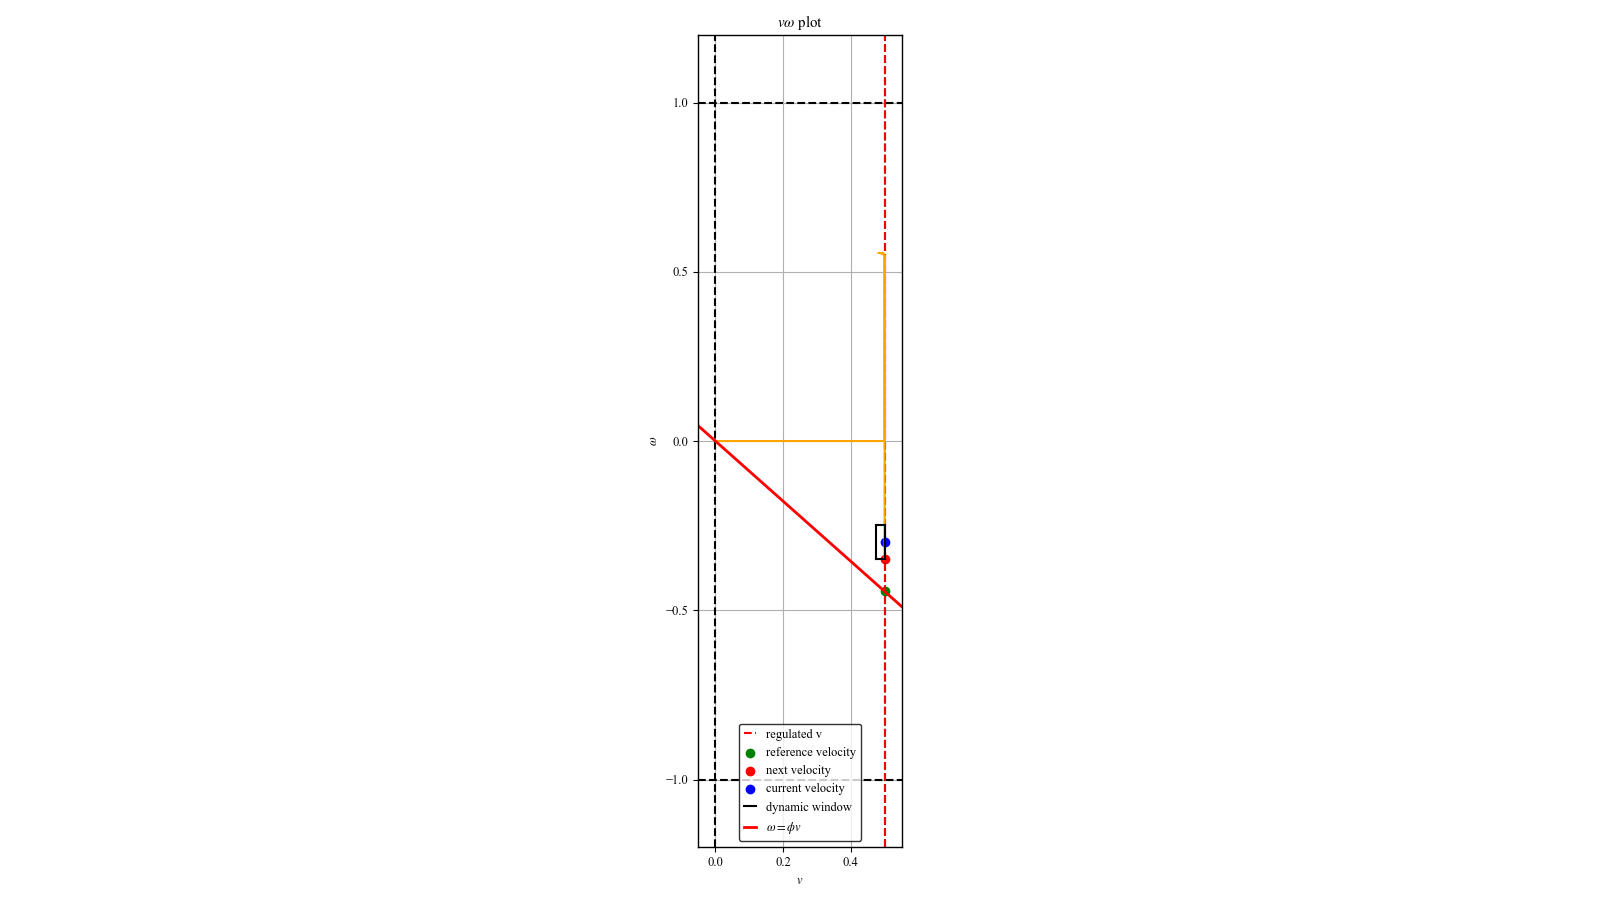 vω plot
1.0
0.5
0.0
−0.5
−1.0
ω
0.0 0.2 0.4
v
regulated v
reference velocity
next velocity
current velocity
dynamic window
ω = ϕv